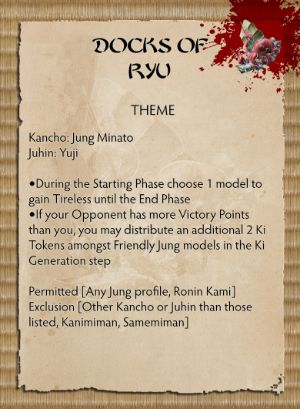 DOCKS OF
RYU
THEME
Kancho: Jung Minato
Juhin: Yuji
•During the Starting Phase choose 1 model to
gain Tireless until the End Phase
•If your Opponent has more Victory Points
than you, you may distribute an additional 2 Ki
Tokens amongst Friendly Jung models in the Ki
Generation step
Permitted [Any Jung profile, Ronin Kami]
Exclusion [Other Kancho or Juhin than those
listed, Kanimiman, Samemiman]